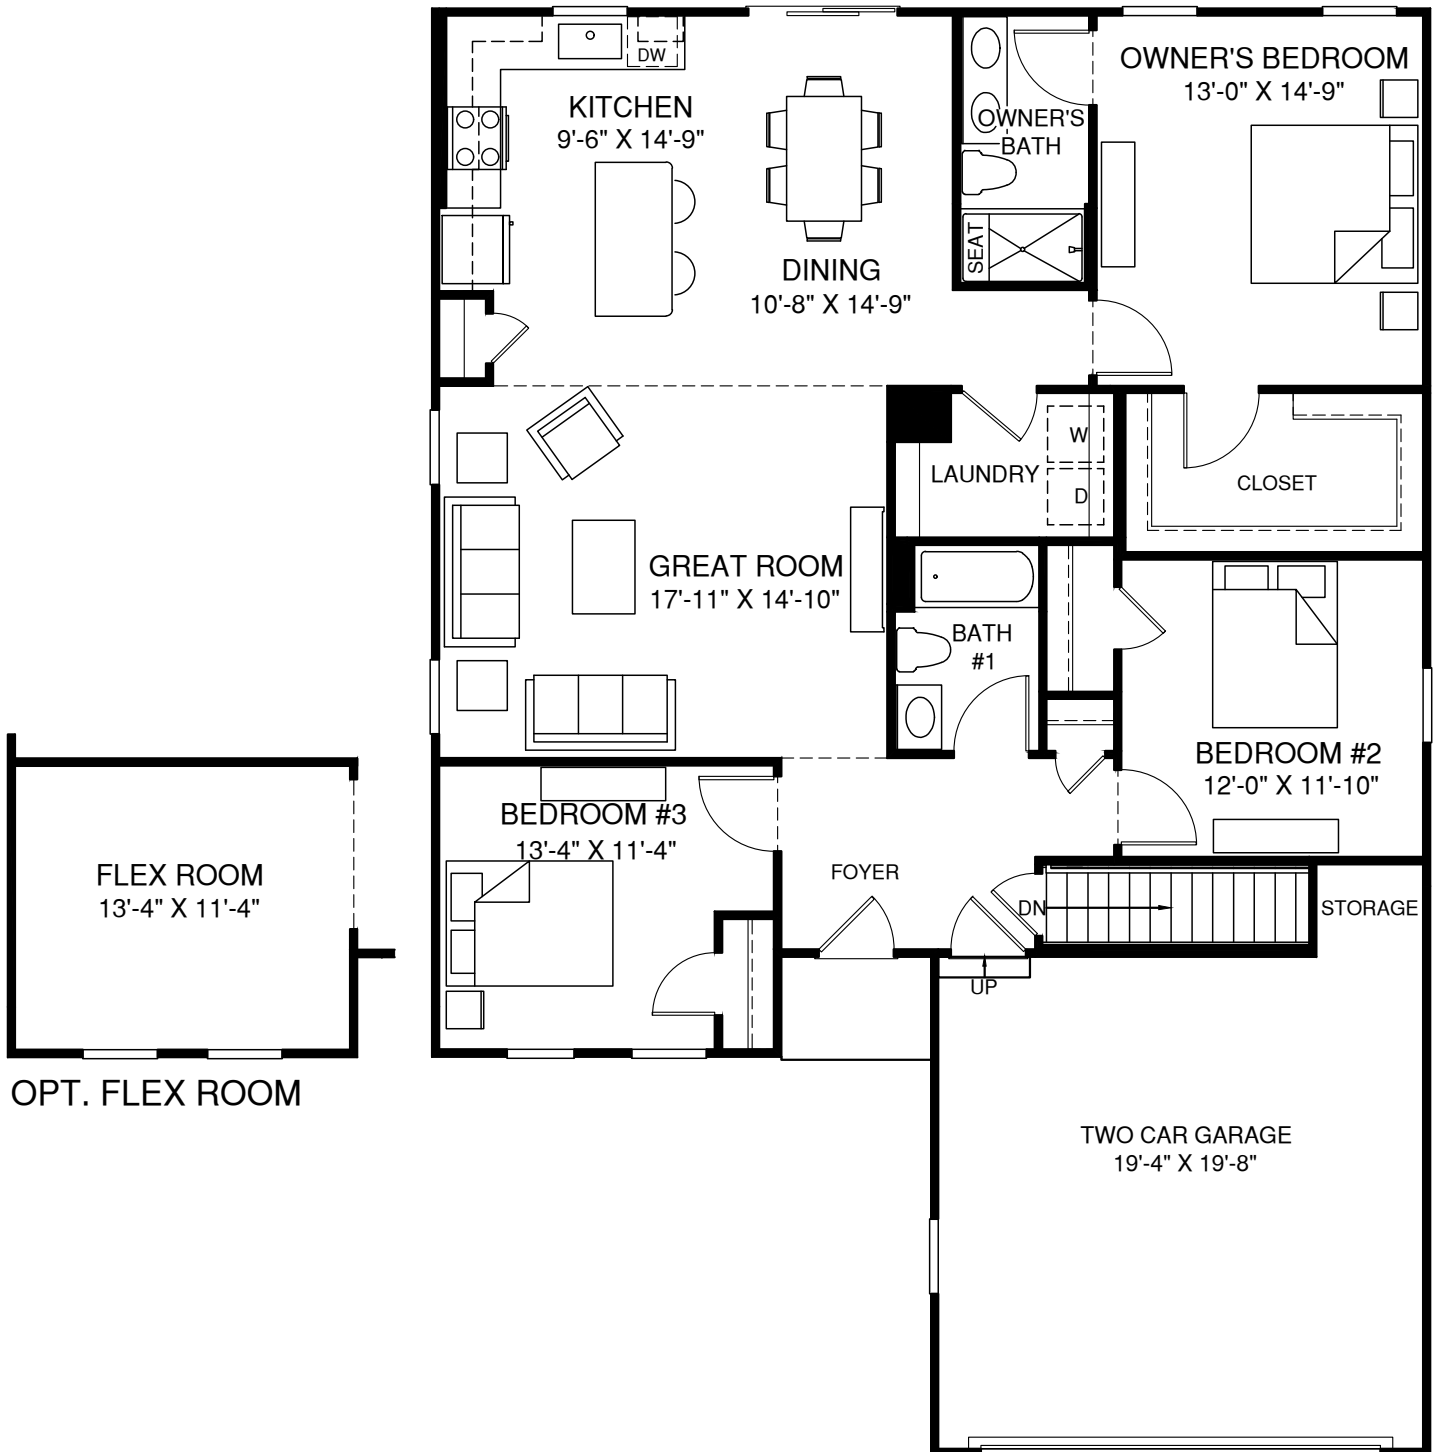 OWNER'S BEDROOM
13'-0" X 14'-9"
DW
KITCHEN
9'-6" X 14'-9"
OWNER'S
BATH
SEAT
DINING
10'-8" X 14'-9"
W
LAUNDRY
D
CLOSET
GREAT ROOM
17'-11" X 14'-10"
BATH
#1
BEDROOM #2
12'-0" X 11'-10"
BEDROOM #3
13'-4" X 11'-4"
FOYER
DN
STORAGE
UP
FLEX ROOM
13'-4" X 11'-4"
OPT. FLEX ROOM
TWO CAR GARAGE
19'-4" X 19'-8"